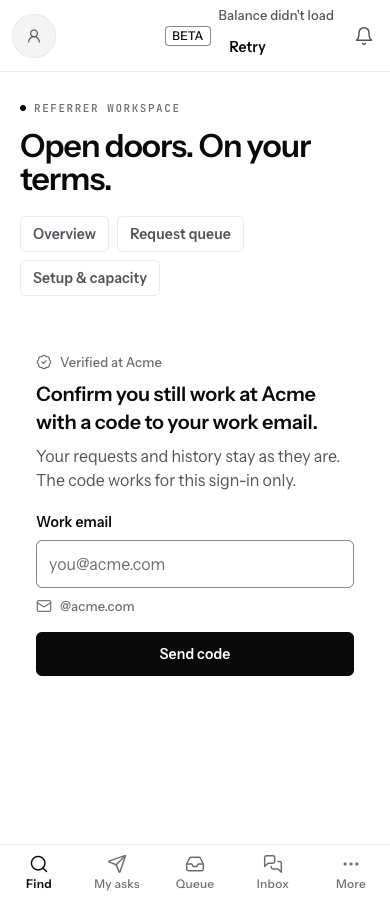 Balance didn't load
BETA
Retry
REFERRER WORKSPACE
Open doors. On your
terms.
Overview
Request queue
Setup & capacity
Verified at Acme
Confirm you still work at Acme
with a code to your work email.
Your requests and history stay as they are.
The code works for this sign-in only.
Work email
you@acme.com
@acme.com
Send code
Find
My asks
Queue
Inbox
More